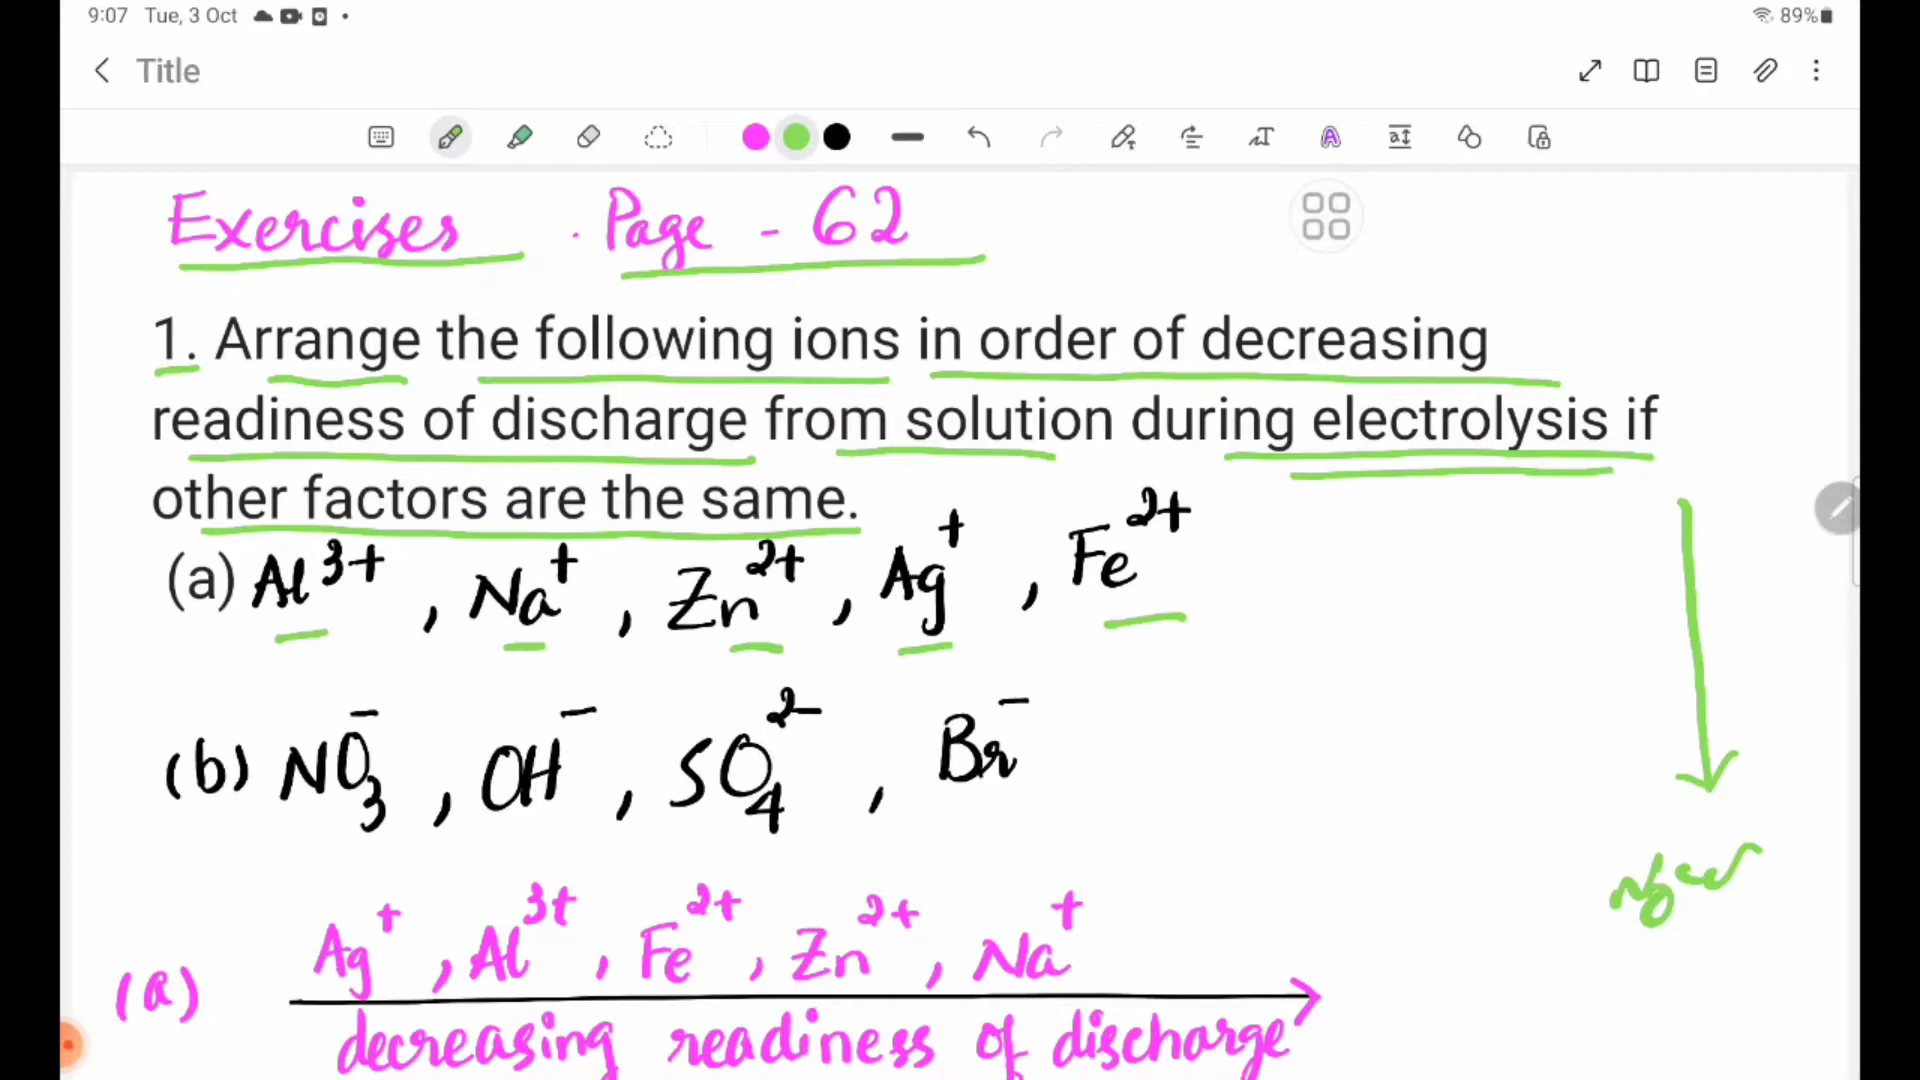 9:07 Tue, 3 Oct 89%
Title
Exercises . Page - 62
1. Arrange the following ions in order of decreasing
readiness of discharge from solution during electrolysis if
other factors are the same.
(a) Al³⁺ , Na⁺ , Zn²⁺ , Ag⁺ , Fe²⁺
(b) NO₃⁻ , OH⁻ , SO₄²⁻ , Br⁻
(a) Ag⁺ , Al³⁺ , Fe²⁺ , Zn²⁺ , Na⁺
decreasing readiness of discharge